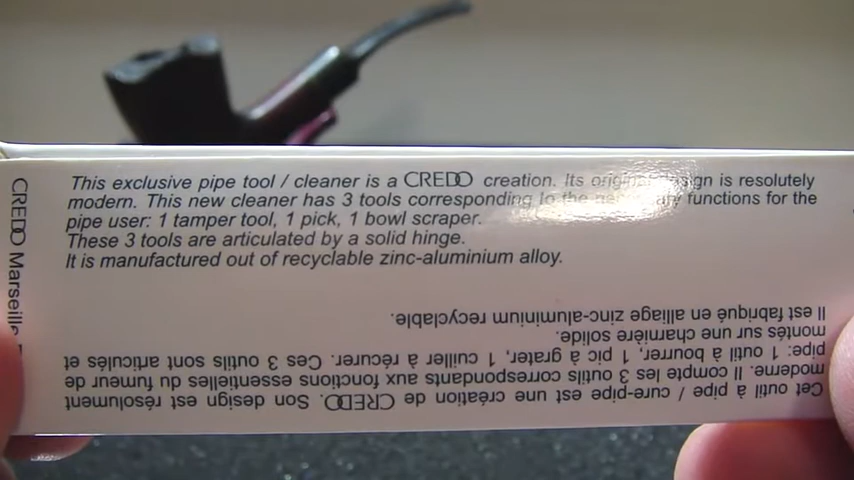 This exclusive pipe tool / cleaner is a CREDO creation. Its original design is resolutely
modern. This new cleaner has 3 tools corresponding to the functions for the
pipe user: 1 tamper tool, 1 pick, 1 bowl scraper.
These 3 tools are articulated by a solid hinge.
It is manufactured out of recyclable zinc-aluminium alloy.
Cet outil à pipe / cure-pipe est une création de CREDO. Son design est résolument
moderne. Il compte les 3 outils correspondants aux fonctions essentielles du fumeur de
pipe: 1 outil à bourrer, 1 pic à grater, 1 cuiller à récurer. Ces 3 outils sont articulés et
montés sur une charnière solide.
Il est fabriqué en alliage zinc-aluminium recyclable.
CREDO Marseille